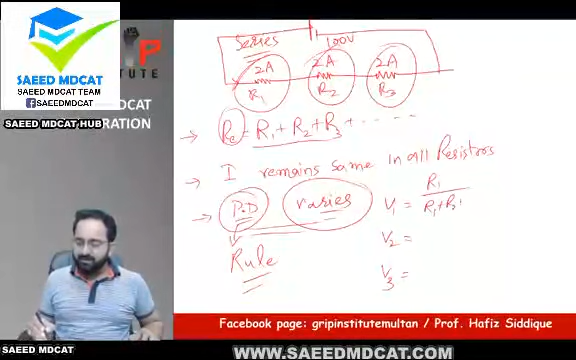 Series
100V
2A 2A 2A
R1 R2 R3
→ Re = R1 + R2 + R3 + .....
→ I remains same in all Resistors
→ P.D varies
V1 = R1 / R1+R2+
Rule
V2 =
V3 =
SAEED MDCAT
SAEED MDCAT TEAM
SAEEDMDCAT
P
TITUTE
DCAT
SAEED MDCAT HUB
RATION
Facebook page: gripinstitutemultan / Prof. Hafiz Siddique
SAEED MDCAT
WWW.SAEEDMDCAT.COM